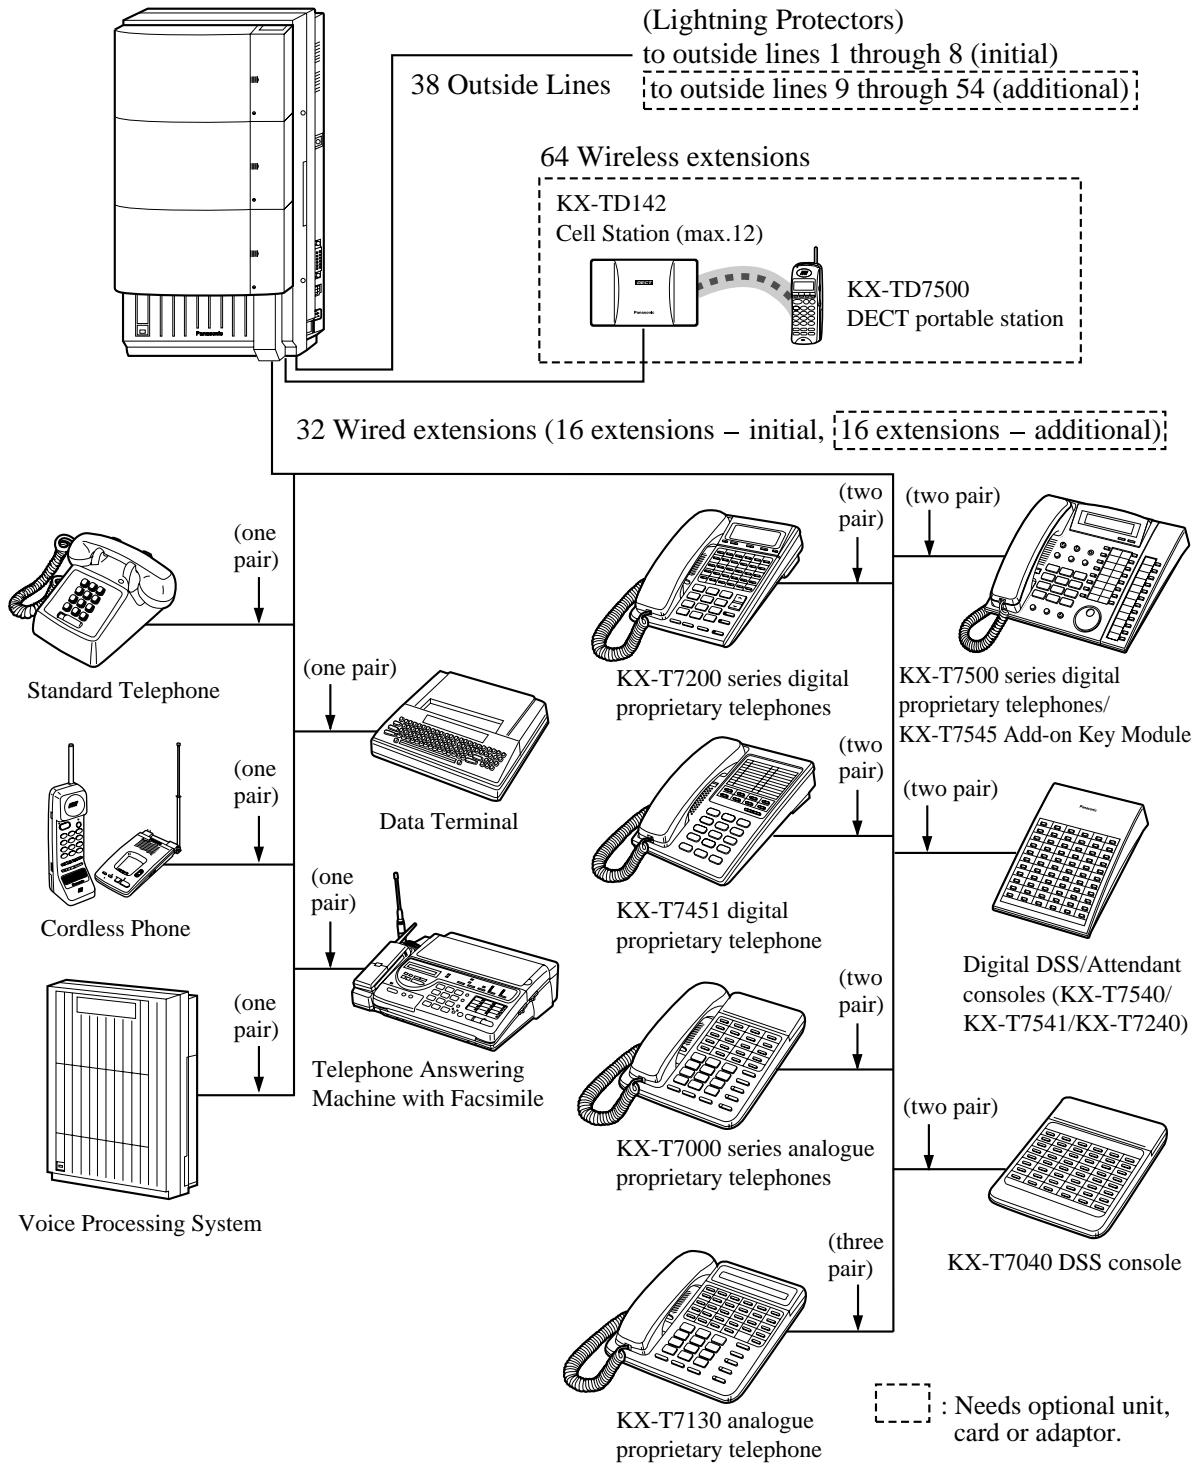 (Lightning Protectors)
to outside lines 1 through 8 (initial)
38 Outside Lines
to outside lines 9 through 54 (additional)
64 Wireless extensions
KX-TD142
Cell Station (max.12)
DECT
Panasonic
KX-TD7500
DECT portable station
Panasonic
32 Wired extensions (16 extensions – initial, 16 extensions – additional)
(one
pair)
Standard Telephone
(one pair)
Data Terminal
(one
pair)
Cordless Phone
(one
pair)
Telephone Answering
Machine with Facsimile
(one
pair)
Voice Processing System
(two
pair)
KX-T7200 series digital
proprietary telephones
(two pair)
KX-T7500 series digital
proprietary telephones/
KX-T7545 Add-on Key Module
(two
pair)
KX-T7451 digital
proprietary telephone
(two pair)
Panasonic
Digital DSS/Attendant
consoles (KX-T7540/
KX-T7541/KX-T7240)
(two
pair)
KX-T7000 series analogue
proprietary telephones
(two pair)
KX-T7040 DSS console
(three
pair)
KX-T7130 analogue
proprietary telephone
: Needs optional unit,
card or adaptor.